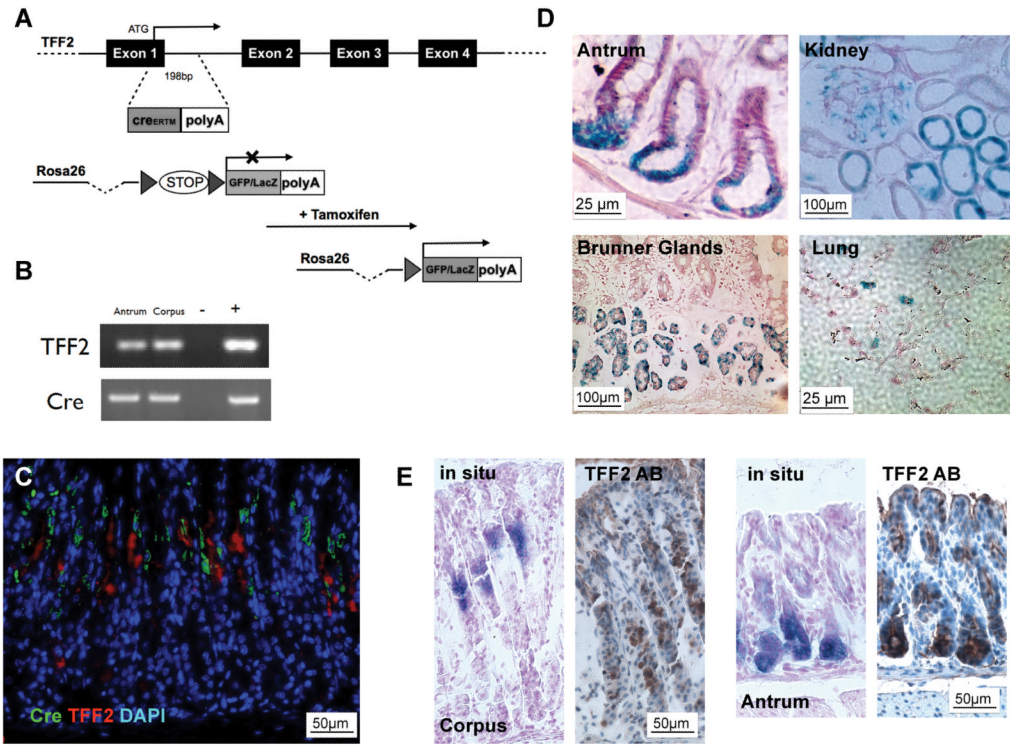 A
TFF2
ATG
Exon 1
Exon 2
Exon 3
Exon 4
198bp
creERTM
polyA
Rosa26
STOP
GFP/LacZ
polyA
+ Tamoxifen
Rosa26
GFP/LacZ
polyA
B
Antrum Corpus - +
TFF2
Cre
C
Cre TFF2 DAPI
50µm
D
Antrum
25 µm
Kidney
100µm
Brunner Glands
100µm
Lung
25 µm
E
in situ
TFF2 AB
Corpus
50µm
in situ
TFF2 AB
Antrum
50µm